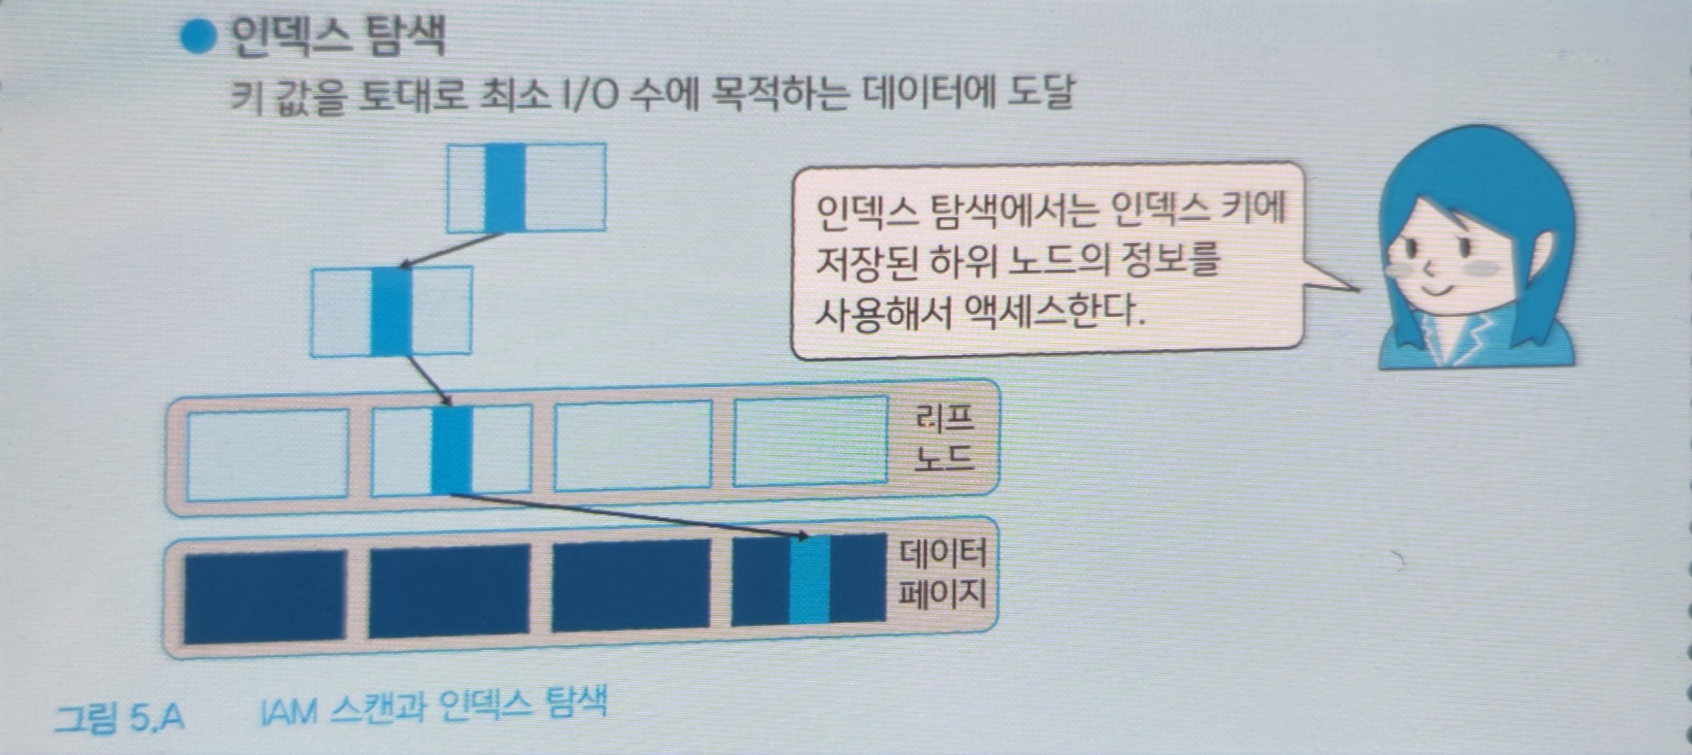 인덱스 탐색
키 값을 토대로 최소 I/O 수에 목적하는 데이터에 도달
인덱스 탐색에서는 인덱스 키에
저장된 하위 노드의 정보를
사용해서 액세스한다.
리프
노드
데이터
페이지
그림 5.A IAM 스캔과 인덱스 탐색